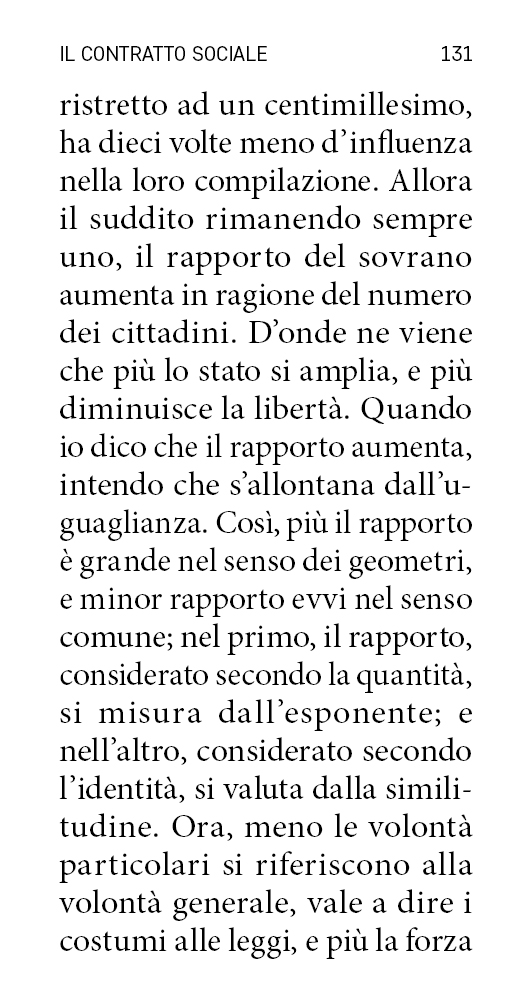 IL CONTRATTO SOCIALE 131
ristretto ad un centimillesimo,
ha dieci volte meno d'influenza
nella loro compilazione. Allora
il suddito rimanendo sempre
uno, il rapporto del sovrano
aumenta in ragione del numero
dei cittadini. D'onde ne viene
che più lo stato si amplia, e più
diminuisce la libertà. Quando
io dico che il rapporto aumenta,
intendo che s'allontana dall'u-
guaglianza. Così, più il rapporto
è grande nel senso dei geometri,
e minor rapporto evvi nel senso
comune; nel primo, il rapporto,
considerato secondo la quantità,
si misura dall'esponente; e
nell'altro, considerato secondo
l'identità, si valuta dalla simili-
tudine. Ora, meno le volontà
particolari si riferiscono alla
volontà generale, vale a dire i
costumi alle leggi, e più la forza